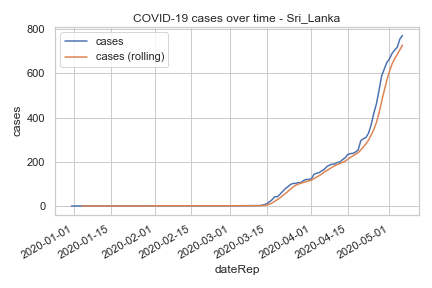 COVID-19 cases over time - Sri_Lanka
cases
cases (rolling)
800
600
400
200
0
cases
2020-01-01
2020-01-15
2020-02-01
2020-02-15
2020-03-01
2020-03-15
2020-04-01
2020-04-15
2020-05-01
dateRep